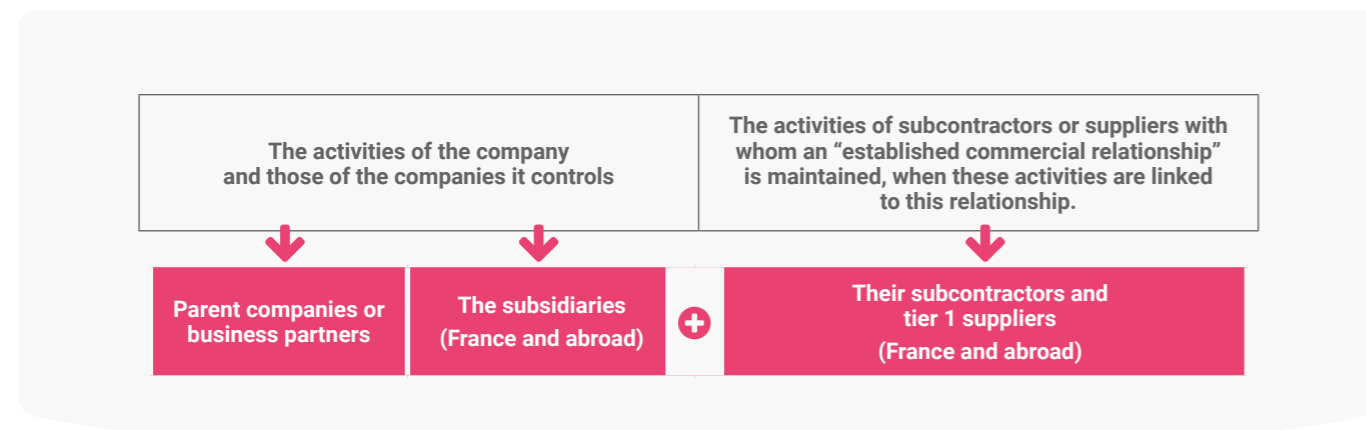 The activities of the company
and those of the companies it controls
The activities of subcontractors or suppliers with
whom an “established commercial relationship”
is maintained, when these activities are linked
to this relationship.
Parent companies or
business partners
The subsidiaries
(France and abroad)
Their subcontractors and
tier 1 suppliers
(France and abroad)